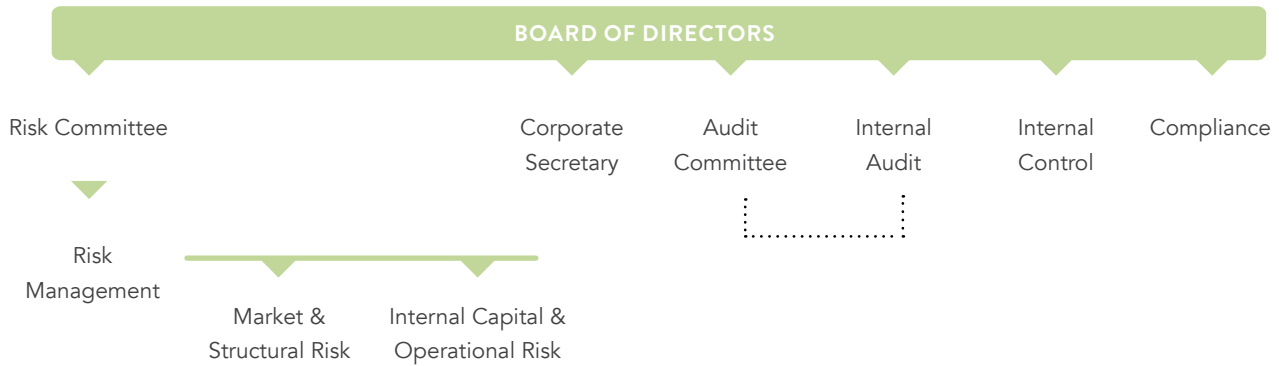 BOARD OF DIRECTORS
Risk Committee
Corporate
Secretary
Audit
Committee
Internal
Audit
Internal
Control
Compliance
Risk
Management
Market &
Structural Risk
Internal Capital &
Operational Risk